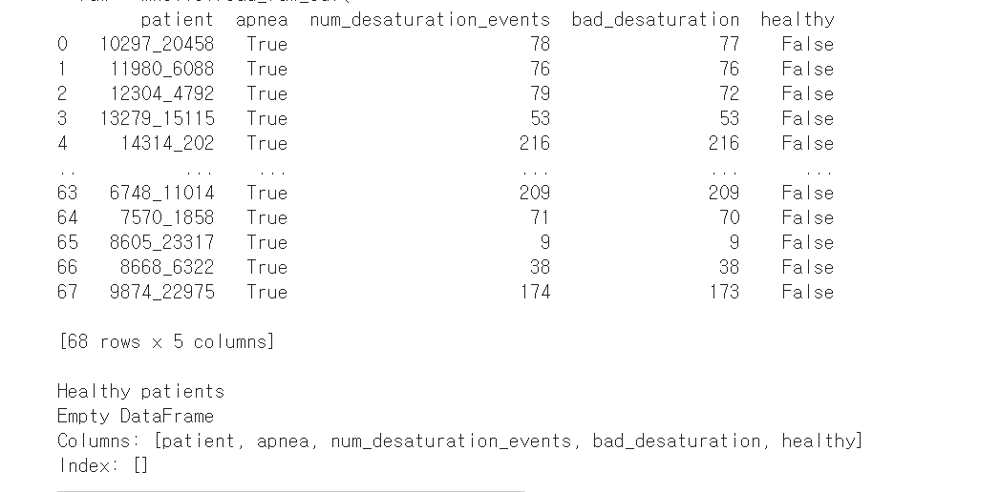 patient apnea num_desaturation_events bad_desaturation healthy
0 10297_20458 True 78 77 False
1 11980_6088 True 76 76 False
2 12304_4792 True 79 72 False
3 13279_15115 True 53 53 False
4 14314_202 True 216 216 False
.. ... ... ... ... ...
63 6748_11014 True 209 209 False
64 7570_1858 True 71 70 False
65 8605_23317 True 9 9 False
66 8668_6322 True 38 38 False
67 9874_22975 True 174 173 False
[68 rows x 5 columns]
Healthy patients
Empty DataFrame
Columns: [patient, apnea, num_desaturation_events, bad_desaturation, healthy]
Index: []